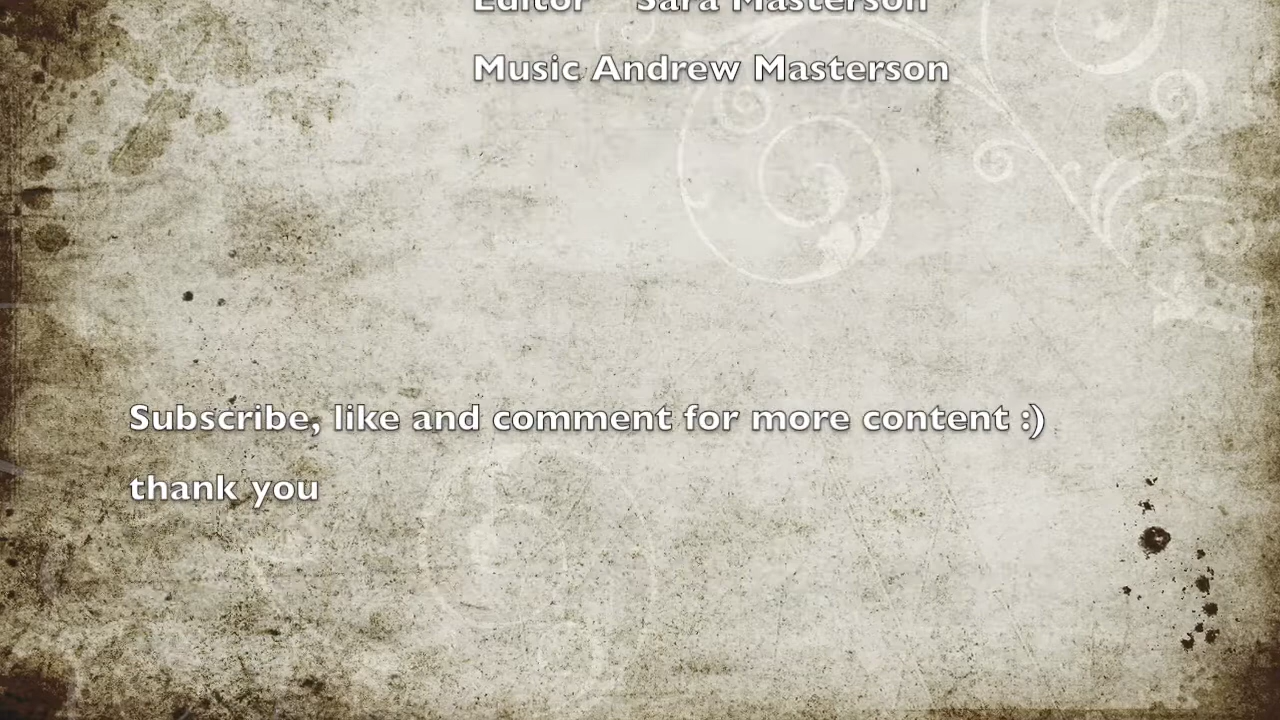 Editor Sara Masterson
Music Andrew Masterson
Subscribe, like and comment for more content :)
thank you